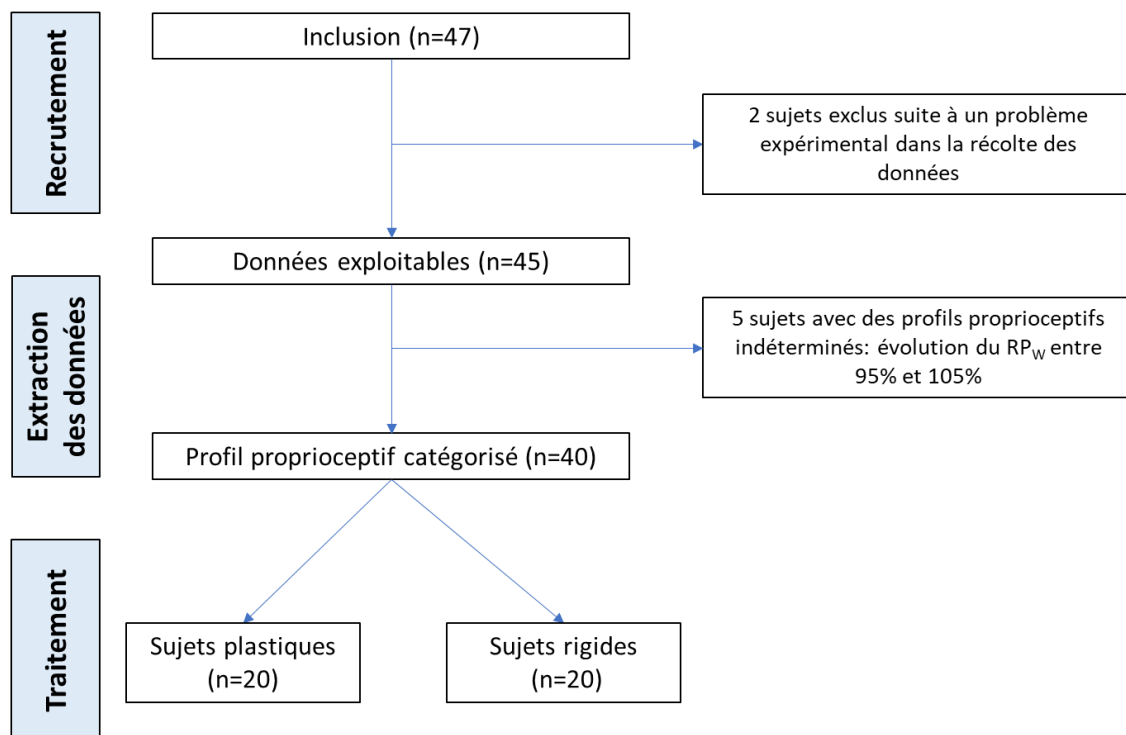 Recrutement
Inclusion (n=47)
2 sujets exclus suite à un problème
expérimental dans la récolte des
données
Extraction
des données
Données exploitables (n=45)
5 sujets avec des profils proprioceptifs
indéterminés: évolution du RPW entre
95% et 105%
Profil proprioceptif catégorisé (n=40)
Traitement
Sujets plastiques
(n=20)
Sujets rigides
(n=20)